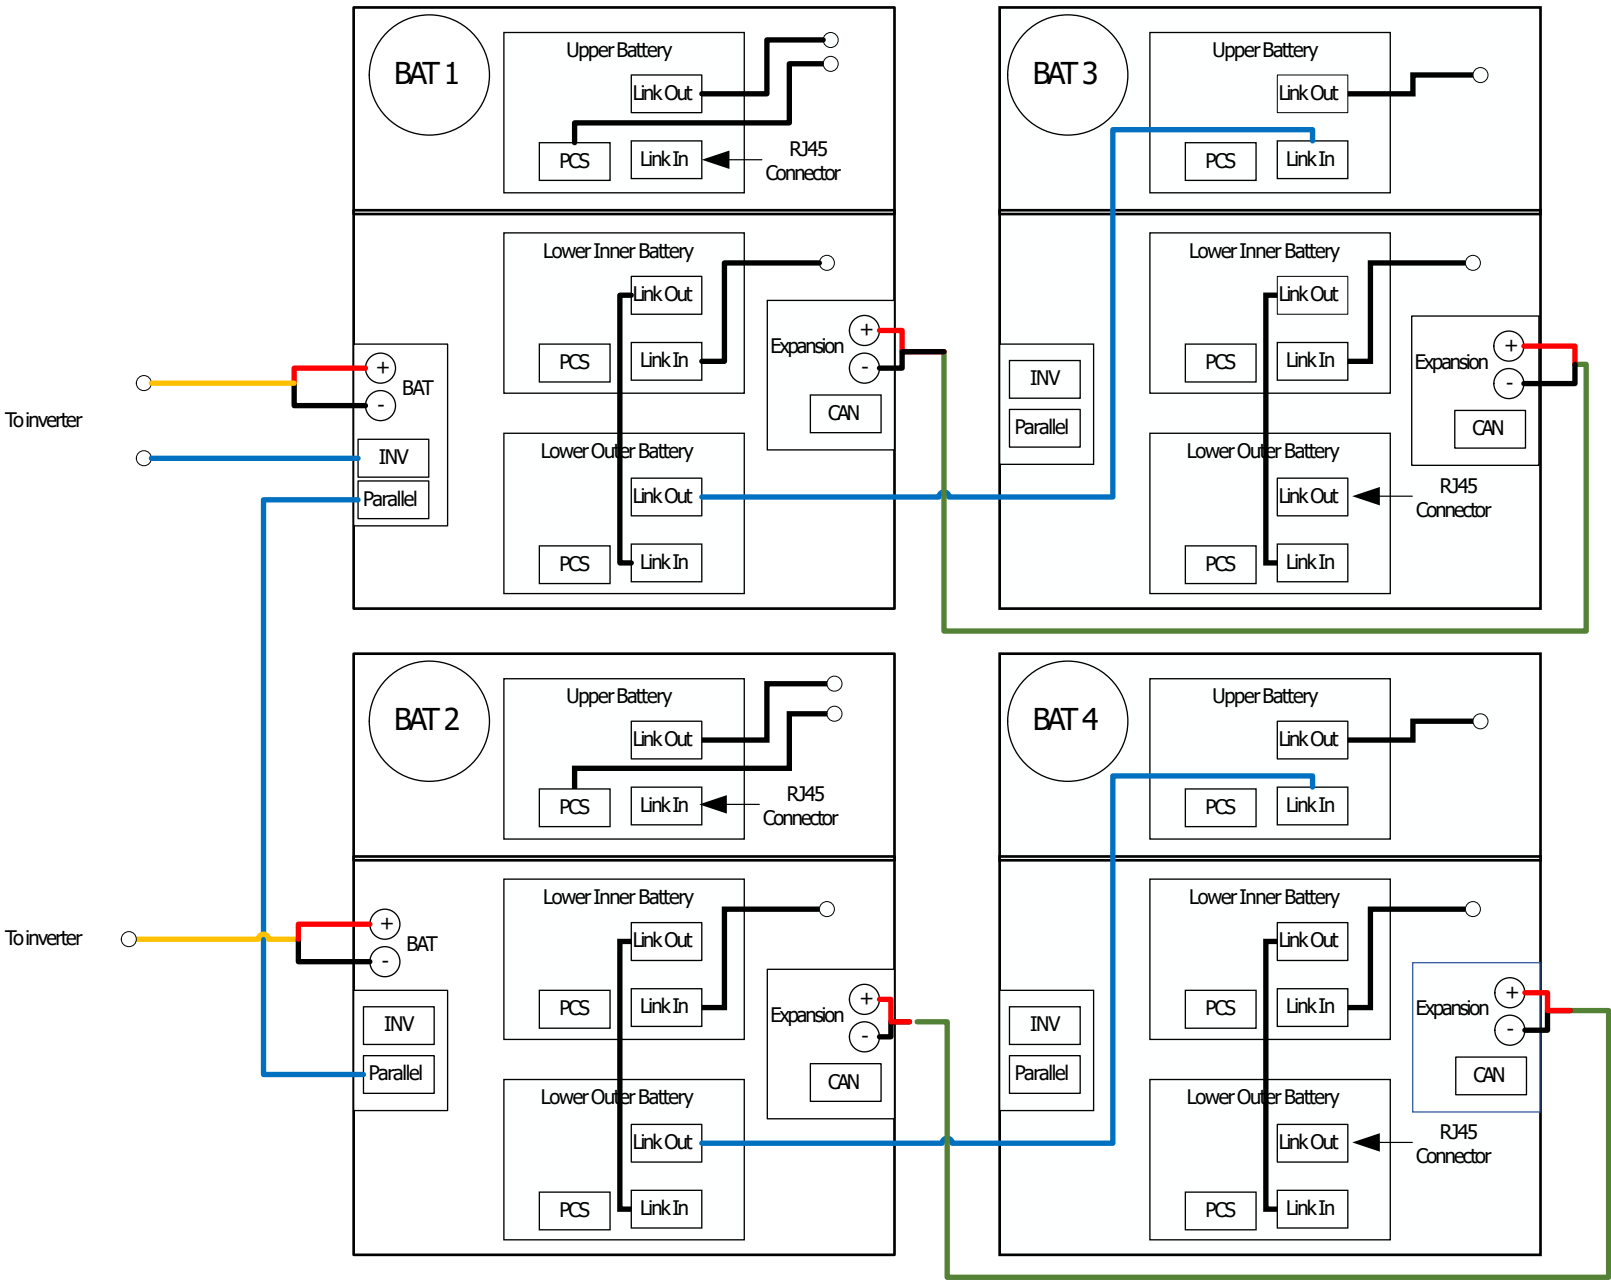 BAT 1
Upper Battery
Link Out
PCS
Link In
RJ45
Connector
Lower Inner Battery
Link Out
PCS
Link In
Expansion
+
-
CAN
+
-
BAT
INV
Parallel
To inverter
Lower Outer Battery
Link Out
PCS
Link In
BAT 3
Upper Battery
Link Out
PCS
Link In
Lower Inner Battery
Link Out
PCS
Link In
Expansion
+
-
CAN
INV
Parallel
Lower Outer Battery
Link Out
RJ45
Connector
PCS
Link In
BAT 2
Upper Battery
Link Out
PCS
Link In
RJ45
Connector
Lower Inner Battery
Link Out
PCS
Link In
Expansion
+
-
CAN
+
-
BAT
To inverter
INV
Parallel
Lower Outer Battery
Link Out
PCS
Link In
BAT 4
Upper Battery
Link Out
PCS
Link In
Lower Inner Battery
Link Out
PCS
Link In
Expansion
+
-
CAN
INV
Parallel
Lower Outer Battery
Link Out
RJ45
Connector
PCS
Link In